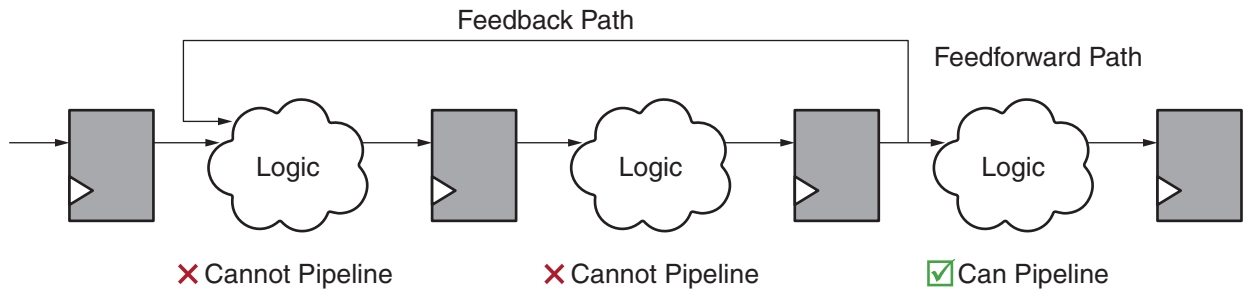 Feedback Path
Feedforward Path
Logic
Logic
Logic
Cannot Pipeline
Cannot Pipeline
Can Pipeline